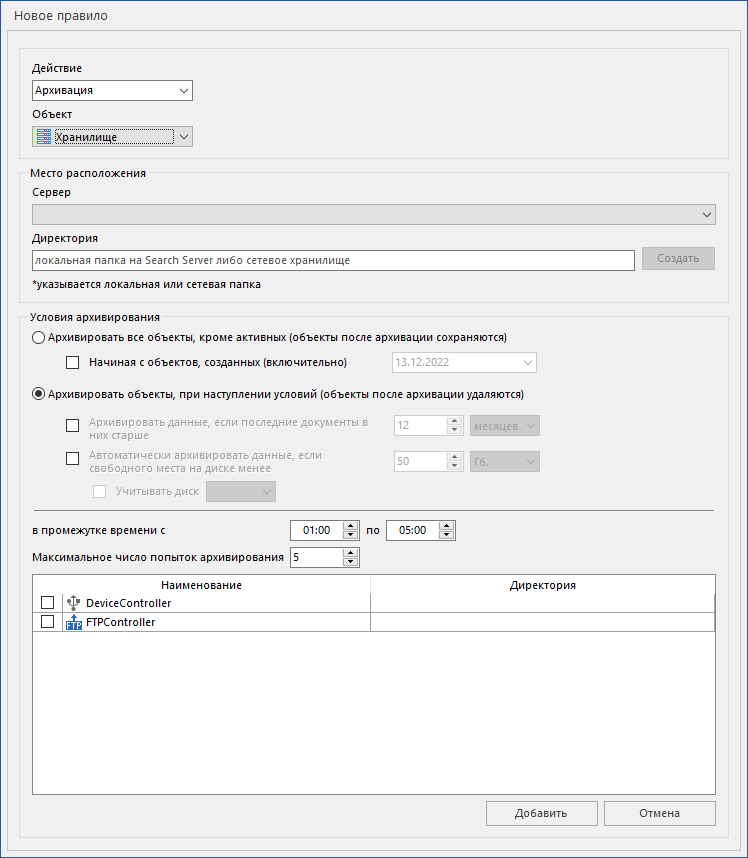 Новое правило
Действие
Архивация
Объект
Хранилище
Место расположения
Сервер
Директория
локальная папка на Search Server либо сетевое хранилище
Создать
*указывается локальная или сетевая папка
Условия архивирования
Архивировать все объекты, кроме активных (объекты после архивации сохраняются)
Начиная с объектов, созданных (включительно)
13.12.2022
Архивировать объекты, при наступлении условий (объекты после архивации удаляются)
Архивировать данные, если последние документы в
них старше
12
месяцев
Автоматически архивировать данные, если
свободного места на диске менее
50
Гб.
Учитывать диск
в промежутке времени с
01:00
по
05:00
Максимальное число попыток архивирования
5
Наименование
Директория
DeviceController
FTP
FTPController
Добавить
Отмена